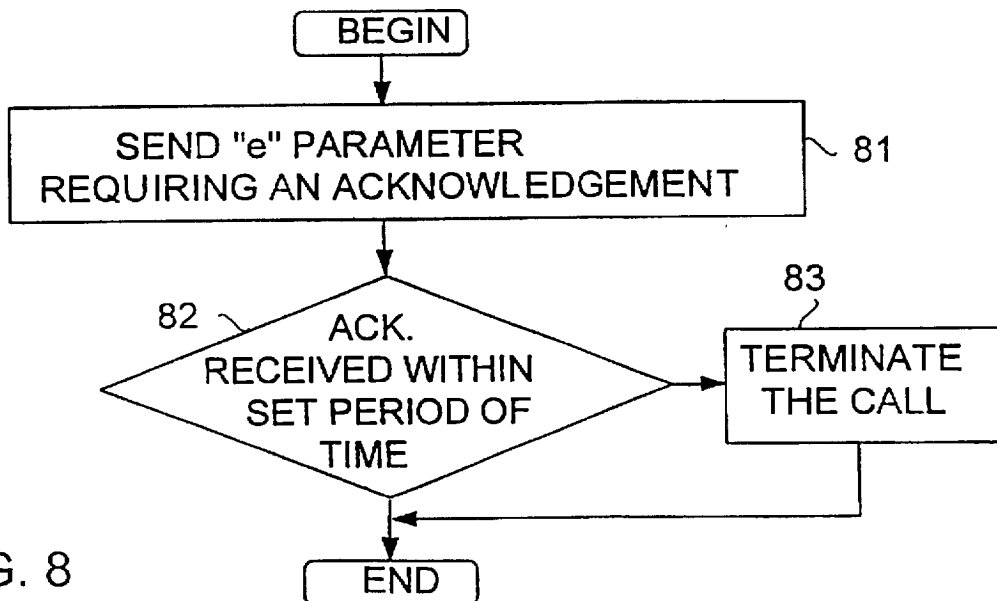 BEGIN
SEND "e" PARAMETER
REQUIRING AN ACKNOWLEDGEMENT
81
82
ACK.
RECEIVED WITHIN
SET PERIOD OF
TIME
83
TERMINATE
THE CALL
END
G. 8